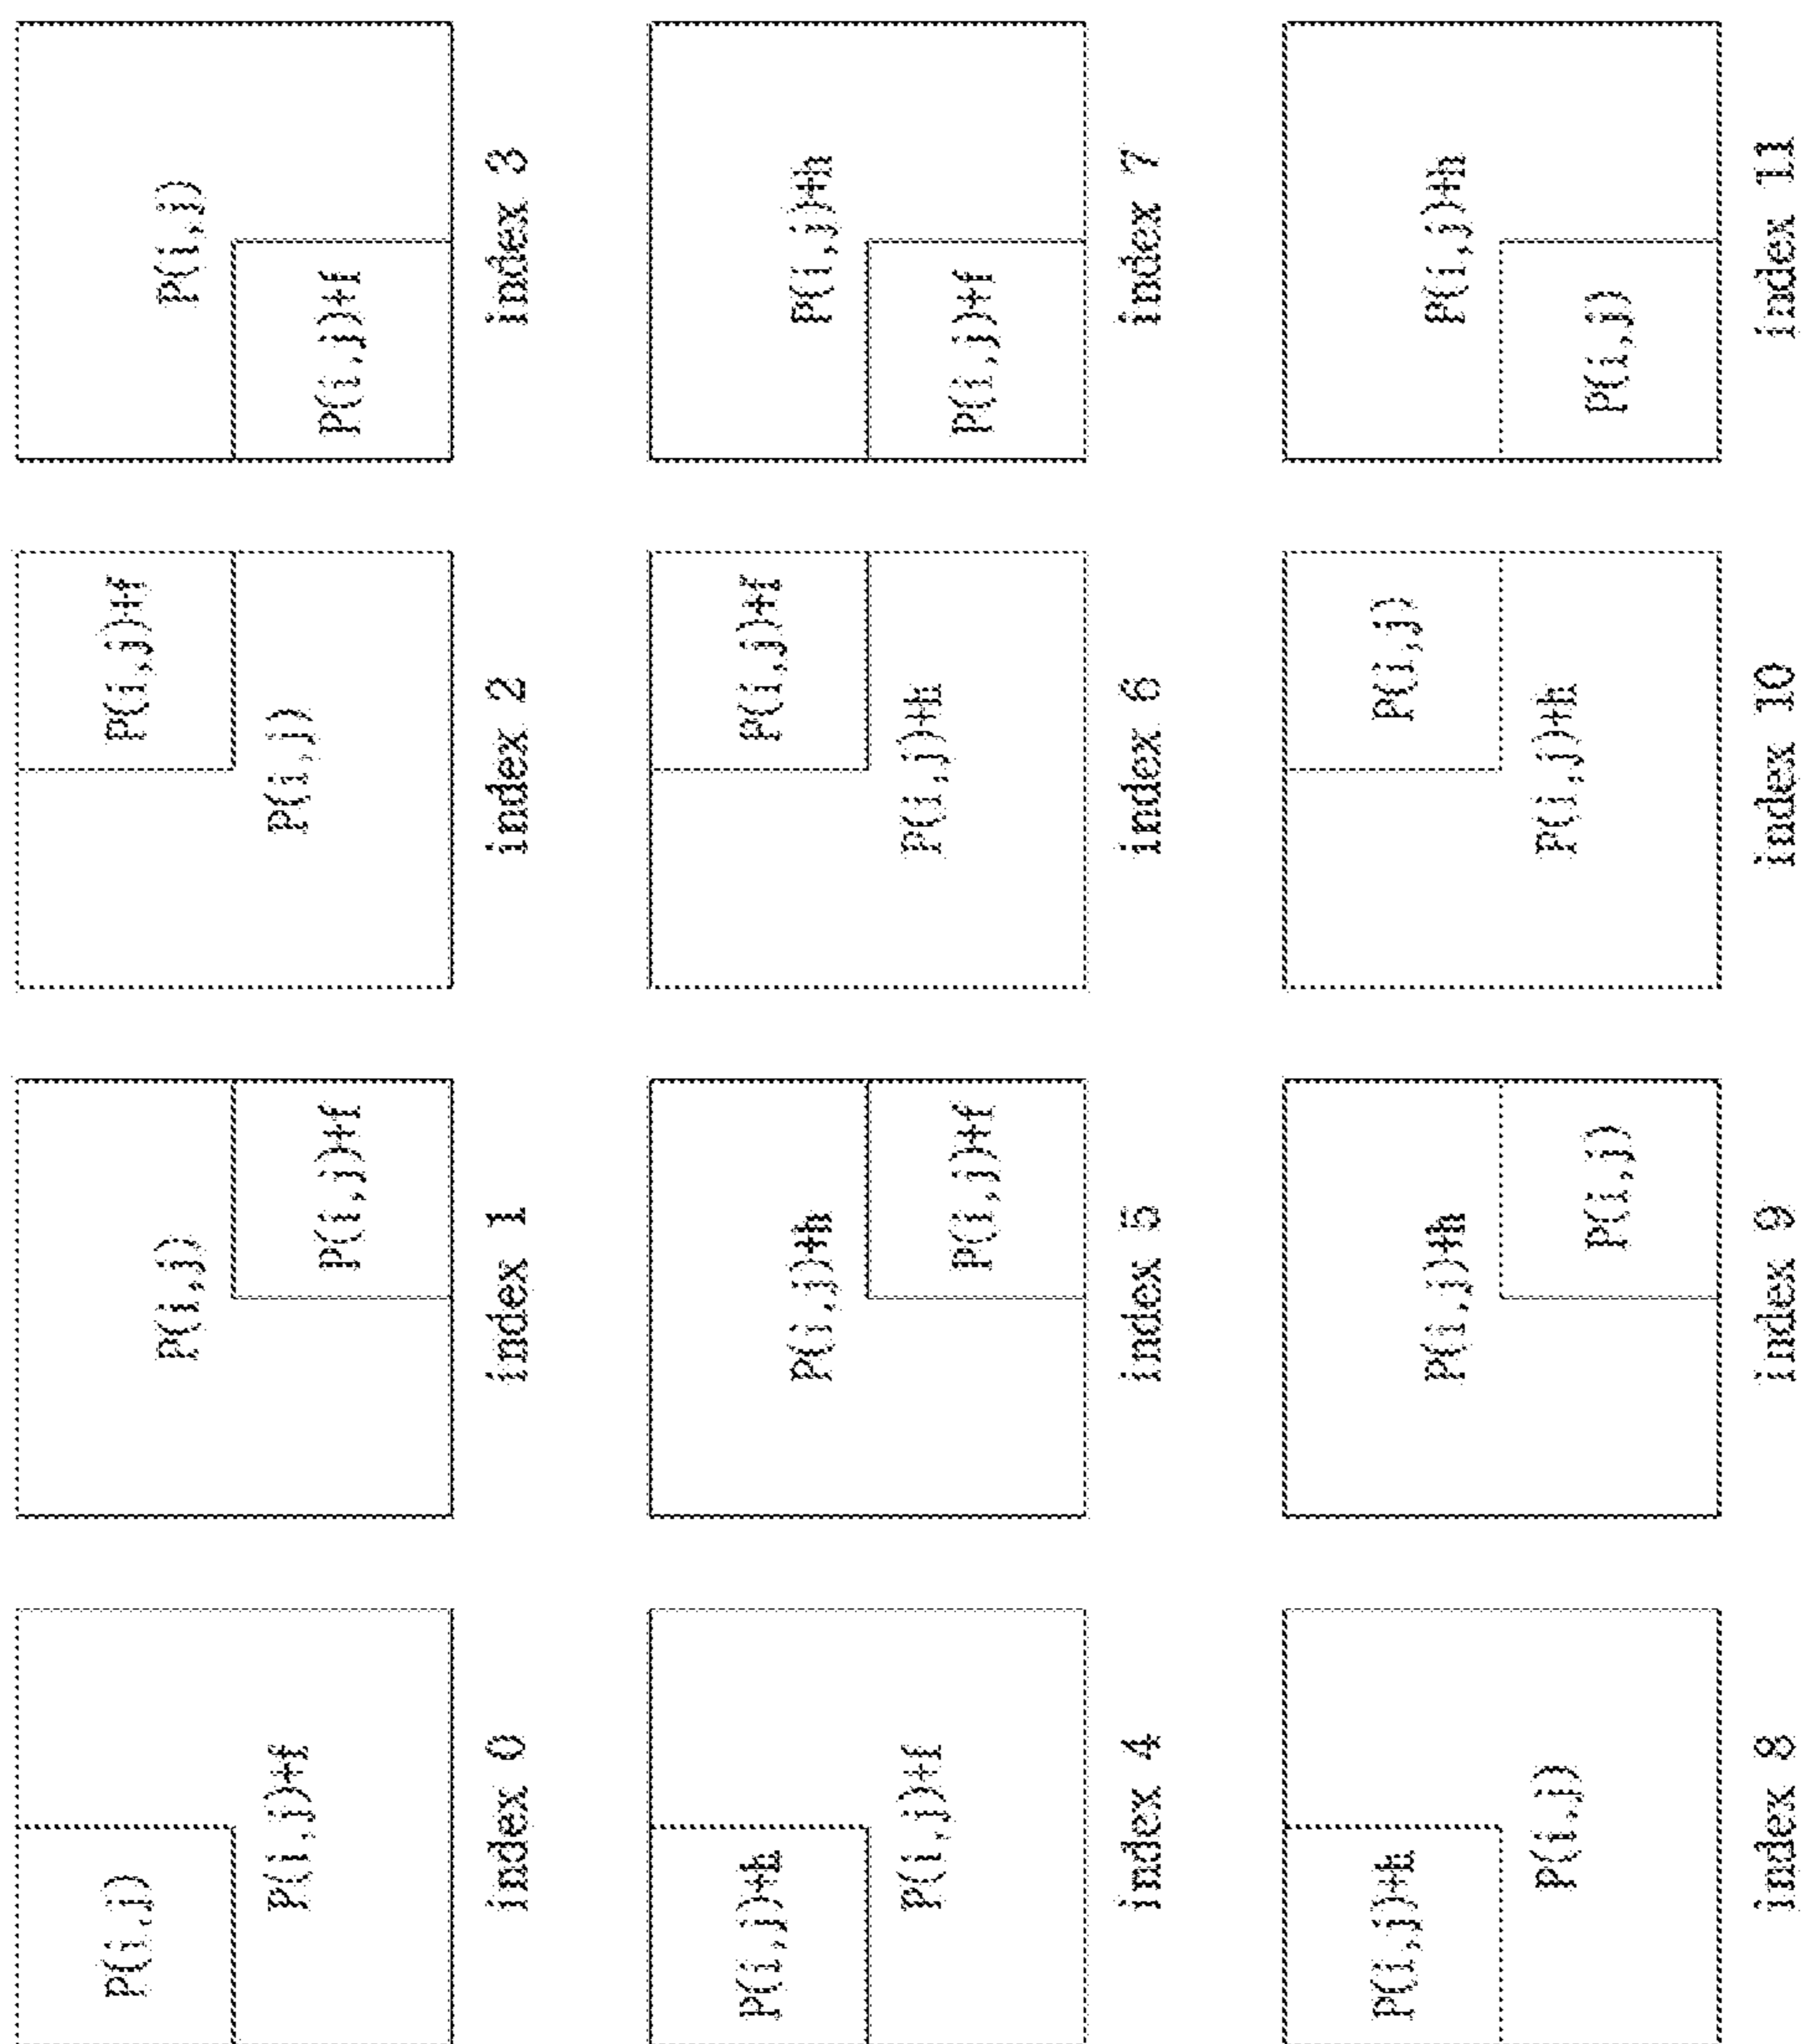 P(i,j)
P(i,j)+f
index 0
P(i,j)
P(i,j)+f
index 1
P(i,j)+f
P(i,j)
index 2
P(i,j)
P(i,j)+f
index 3
P(i,j)+h
P(i,j)+f
index 4
P(i,j)+h
P(i,j)+f
index 5
P(i,j)+f
P(i,j)+h
index 6
P(i,j)+h
P(i,j)+f
index 7
P(i,j)+h
P(i,j)
index 8
P(i,j)+h
P(i,j)
index 9
P(i,j)
P(i,j)+h
index 10
P(i,j)+h
P(i,j)
index 11